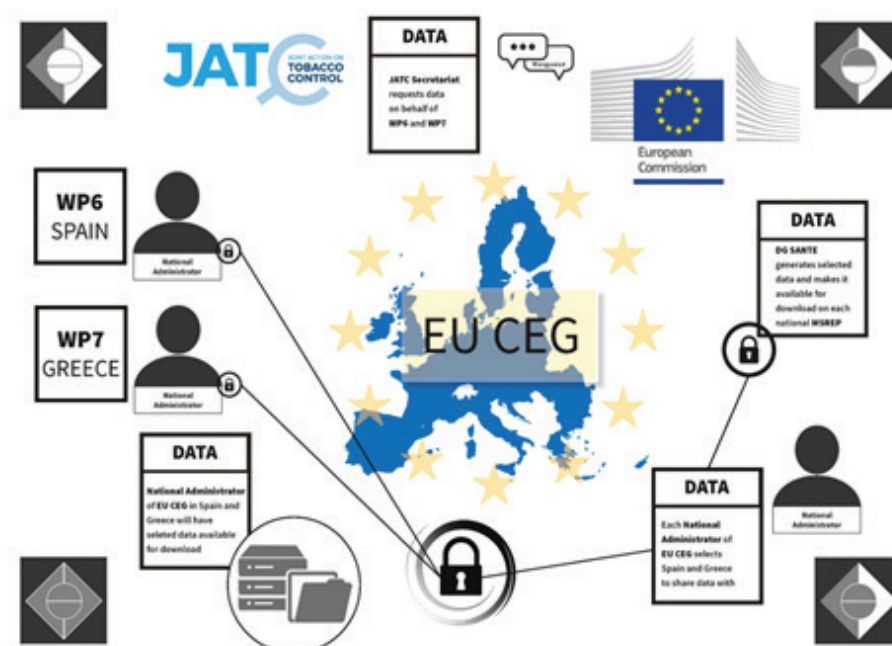 JATC
JOINT ACTION ON
TOBACCO
CONTROL
DATA
JATC Secretariat
requests data
on behalf of
WP6 and WP7
Request
European
Commission
WP6
SPAIN
National
Administrator
WP7
GREECE
National
Administrator
EU CEG
DATA
DG SANTE
generates selected
data and makes it
available for
download on each
national MSREP
DATA
National Administrator
of EU CEG in Spain and
Greece will have
seleted data available
for download
DATA
Each National
Administrator of
EU CEG selects
Spain and Greece
to share data with
National
Administrator